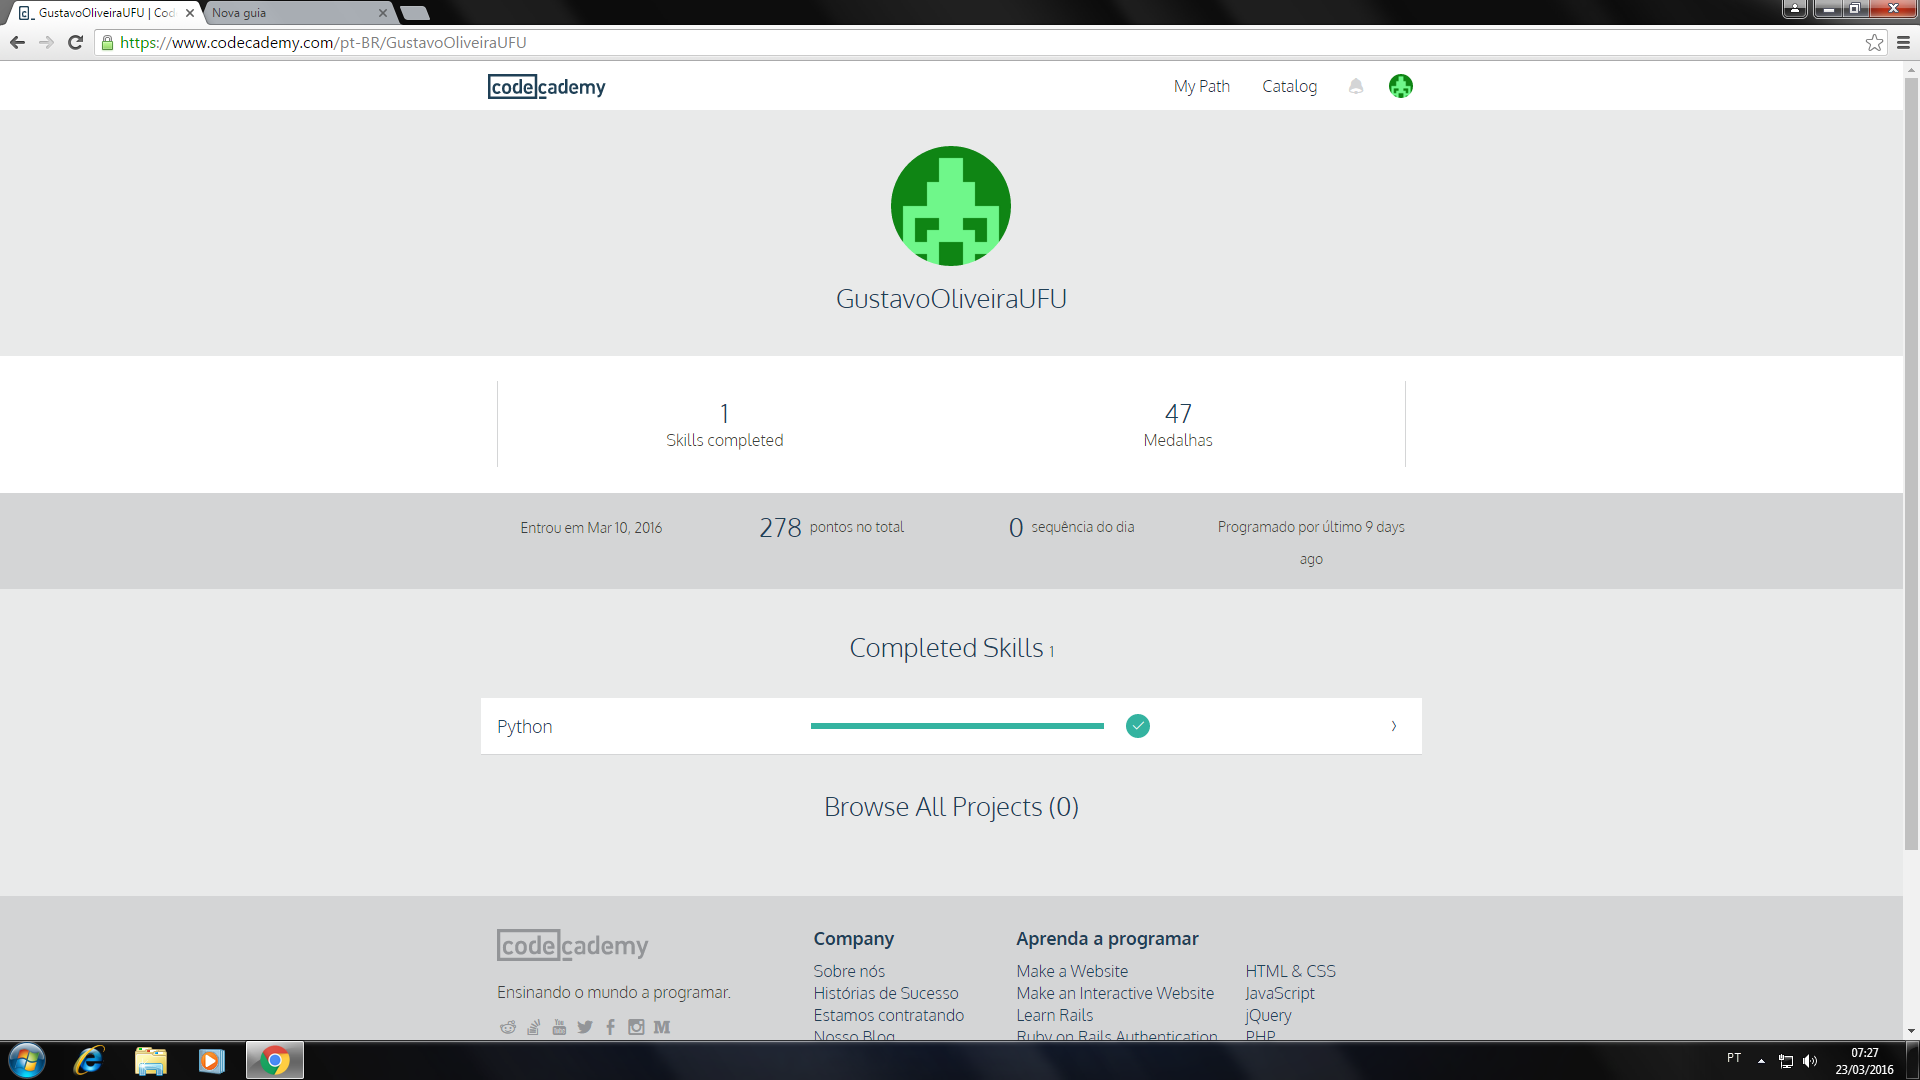 GustavoOliveiraUFU | Cod
Nova guia
https://www.codecademy.com/pt-BR/GustavoOliveiraUFU
codecademy
My Path
Catalog
GustavoOliveiraUFU
1
Skills completed
47
Medalhas
Entrou em Mar 10, 2016
278 pontos no total
0 sequência do dia
Programado por último 9 days
ago
Completed Skills 1
Python
Browse All Projects (0)
codecademy
Ensinando o mundo a programar.
Company
Sobre nós
Histórias de Sucesso
Estamos contratando
Nosso Blog
Aprenda a programar
Make a Website
Make an Interactive Website
Learn Rails
Ruby on Rails Authentication
HTML & CSS
JavaScript
jQuery
PHP
PT
07:27
23/03/2016